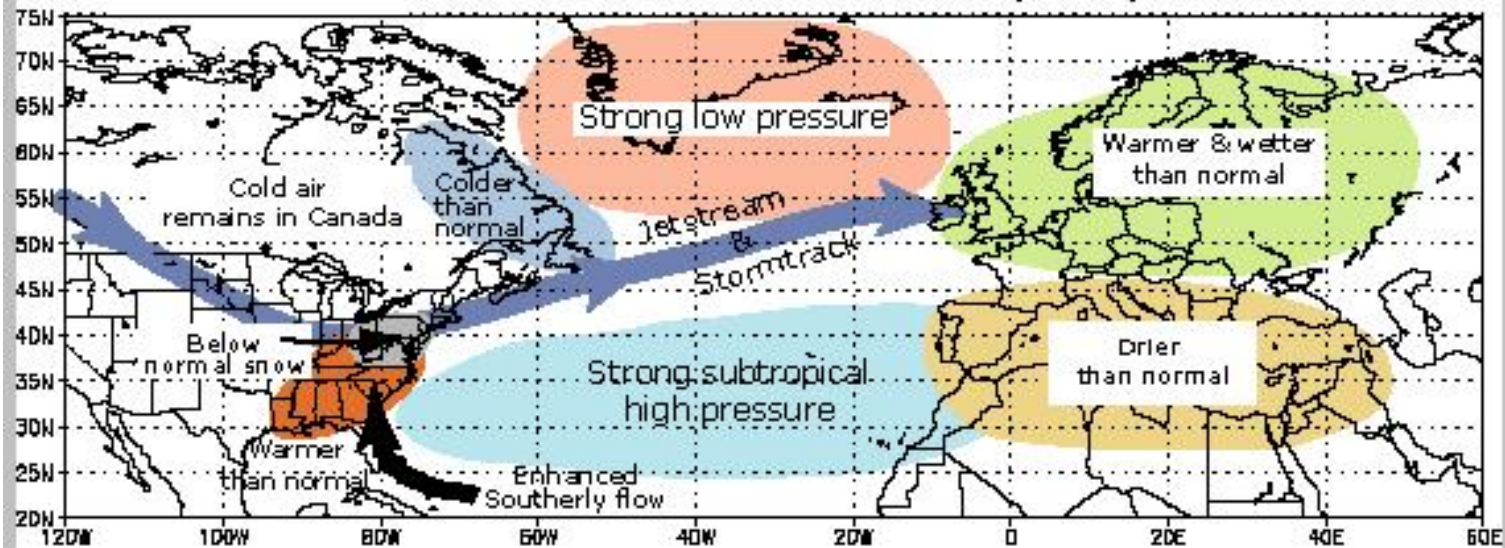 75N
70N
65N
60N
55N
50N
45N
40N
35N
30N
25N
20N
120W
100W
80W
60W
40W
20W
0
20E
40E
60E
Strong low pressure
Warmer & wetter
than normal
Cold air
remains in Canada
Colder
than
normal
Jetstream
&
Stormtrack
Below
normal snow
Strong subtropical
high pressure
Drier
than normal
Warmer
than normal
Enhanced
Southerly flow